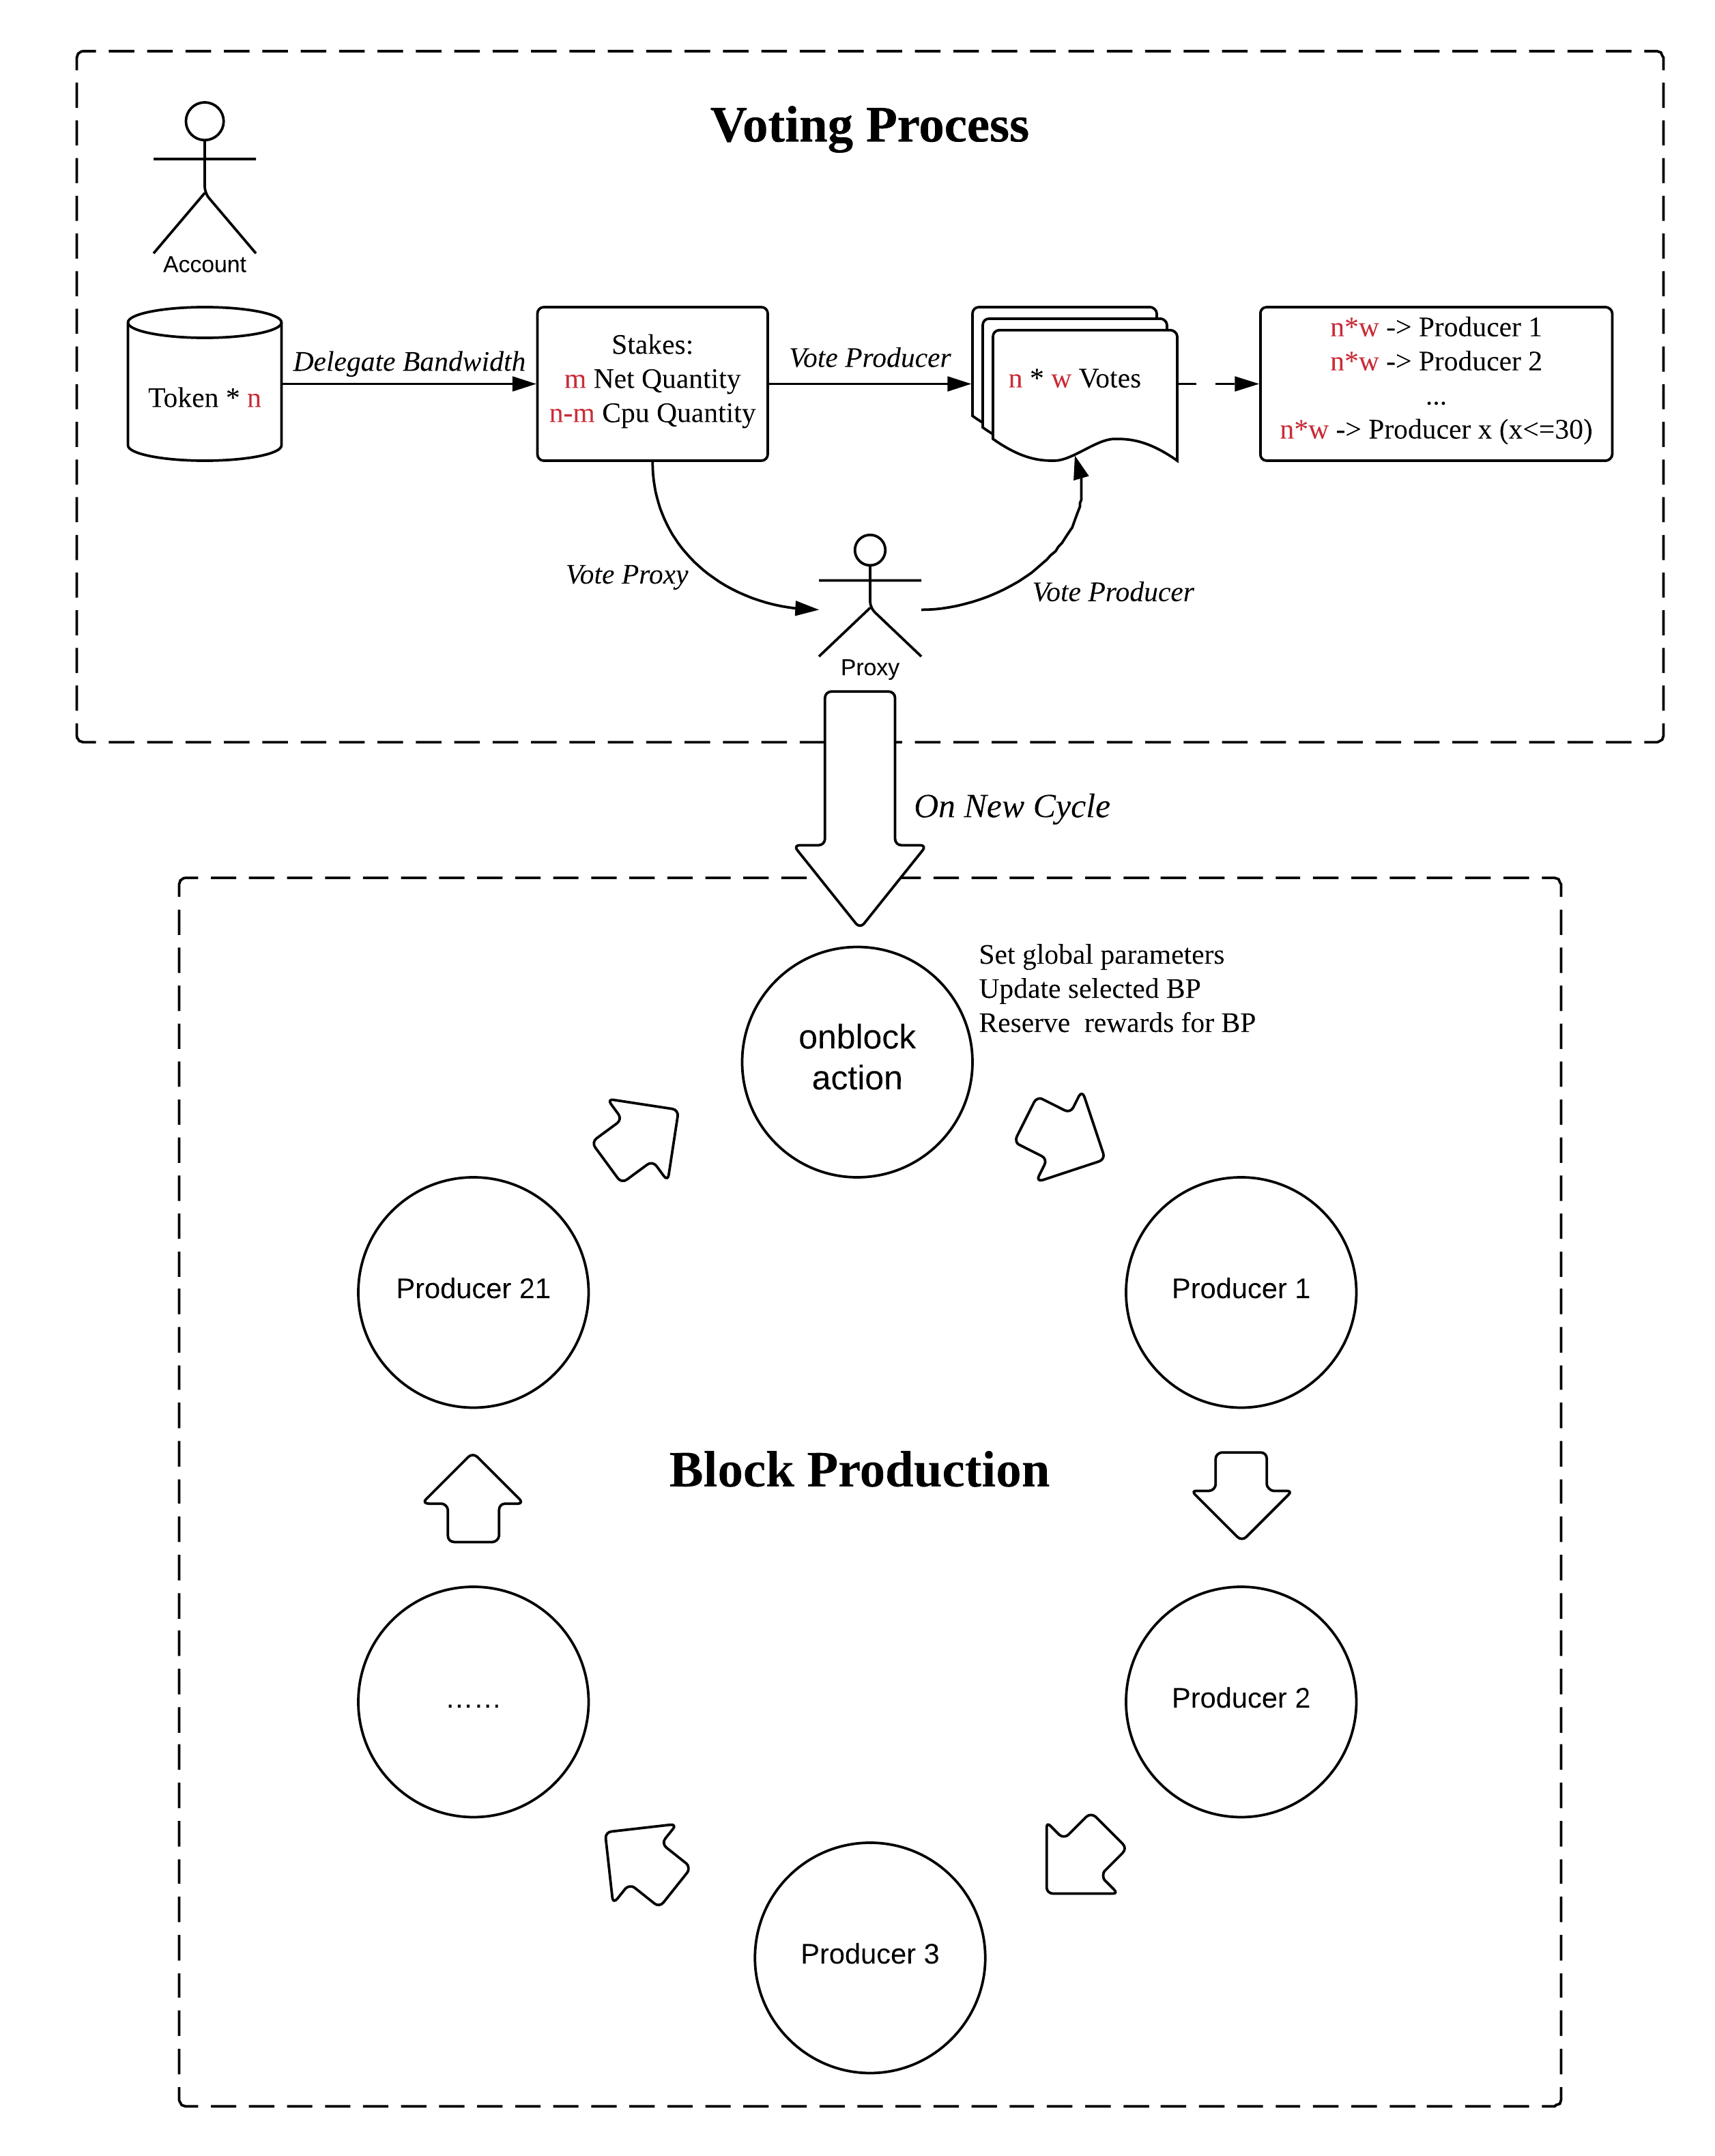 Voting Process
Account
Token * n
Delegate Bandwidth
Stakes:
m Net Quantity
n-m Cpu Quantity
Vote Producer
n * w Votes
n*w -> Producer 1
n*w -> Producer 2
...
n*w -> Producer x (x<=30)
Vote Proxy
Proxy
Vote Producer
On New Cycle
onblock
action
Set global parameters
Update selected BP
Reserve  rewards for BP
Producer 21
Producer 1
Block Production
......
Producer 2
Producer 3